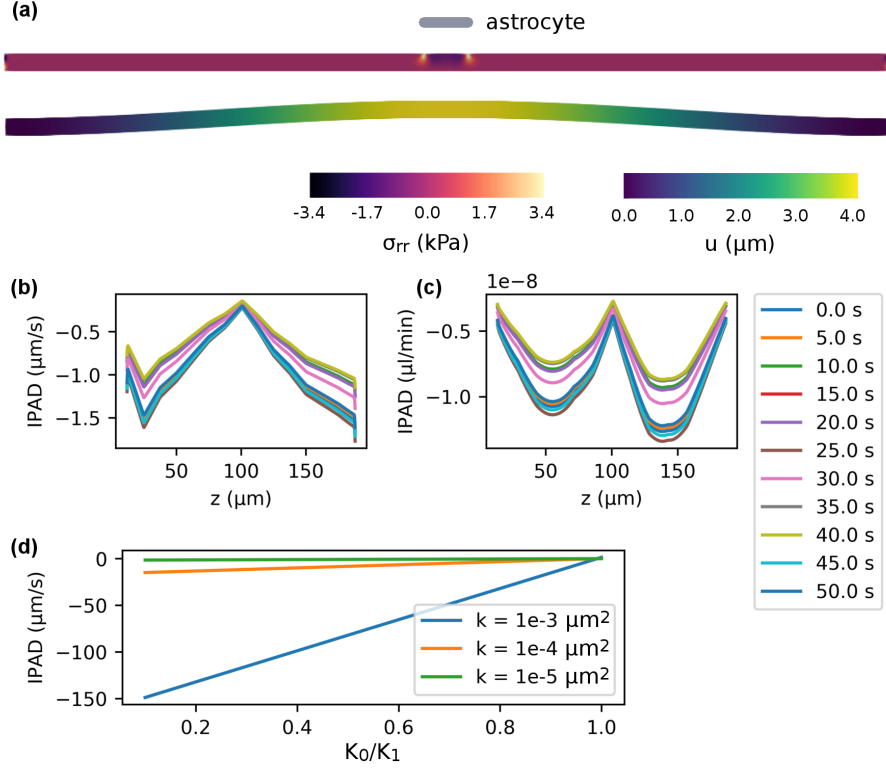 (a)
astrocyte
-3.4 -1.7 0.0 1.7 3.4
σrr (kPa)
0.0 1.0 2.0 3.0 4.0
u (μm)
(b)
IPAD (μm/s)
−0.5
−1.0
−1.5
50 100 150
z (μm)
(c)
1e−8
IPAD (μl/min)
−0.5
−1.0
50 100 150
z (μm)
0.0 s
5.0 s
10.0 s
15.0 s
20.0 s
25.0 s
30.0 s
35.0 s
40.0 s
45.0 s
50.0 s
(d)
IPAD (μm/s)
0
−50
−100
−150
k = 1e-3 μm²
k = 1e-4 μm²
k = 1e-5 μm²
0.2 0.4 0.6 0.8 1.0
K₀/K₁